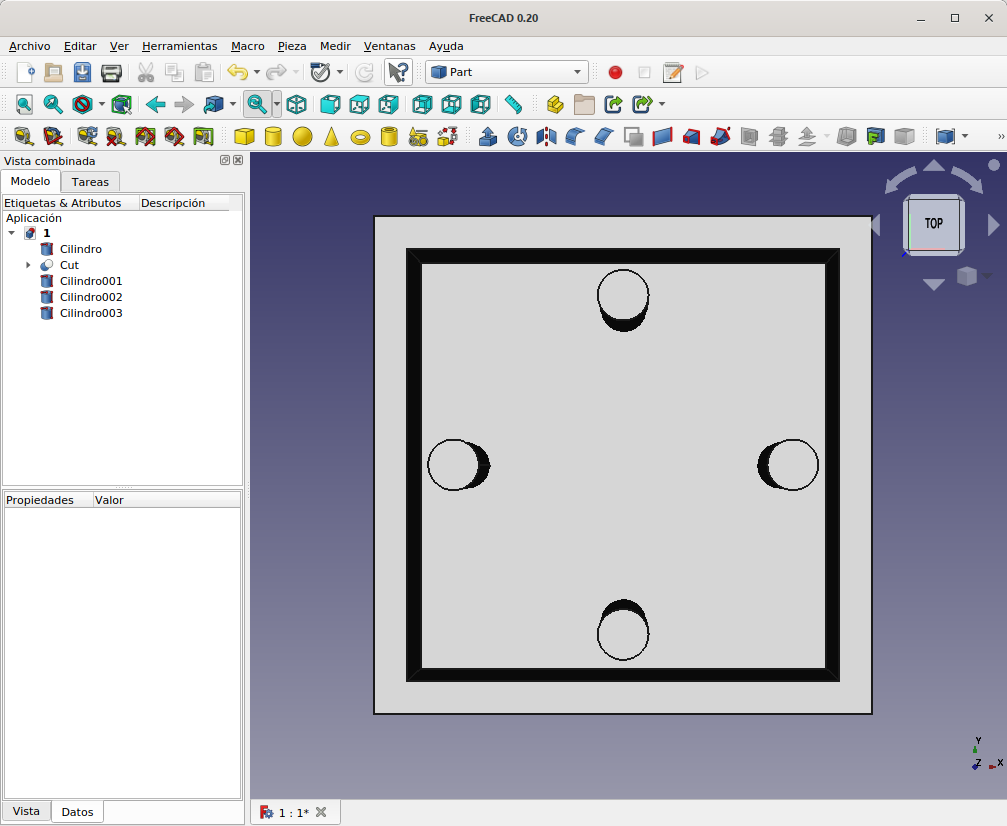 FreeCAD 0.20
Archivo Editar Ver Herramientas Macro Pieza Medir Ventanas Ayuda
Part
Vista combinada
Modelo Tareas
Etiquetas & Atributos Descripción
Aplicación
1
Cilindro
Cut
Cilindro001
Cilindro002
Cilindro003
TOP
Propiedades Valor
Y
Z X
Vista Datos
1 : 1*